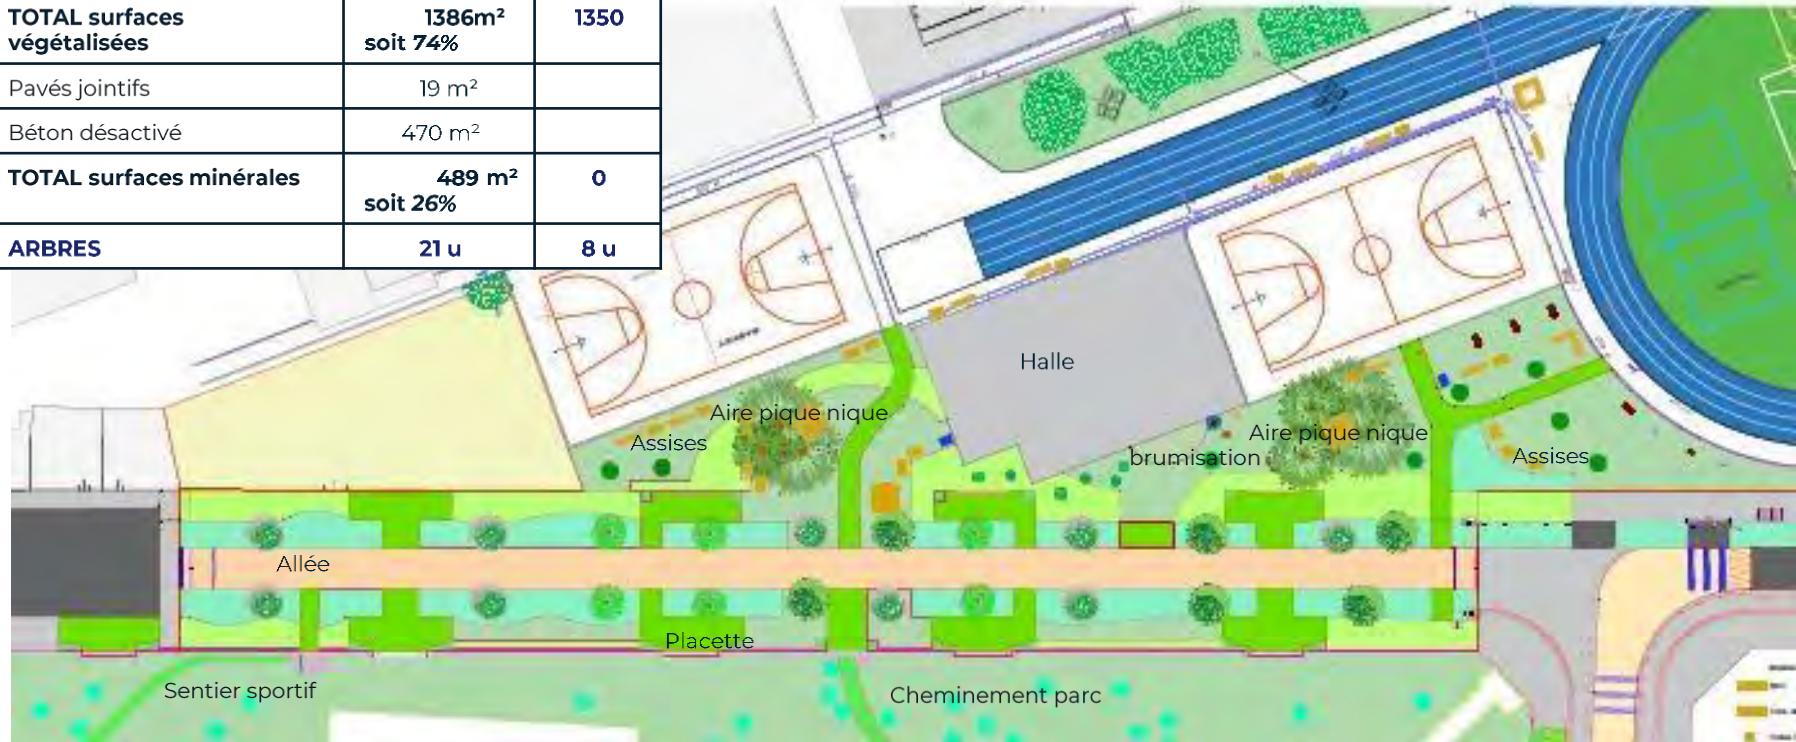 TOTAL surfaces végétalisées 1386m² soit 74% 1350
Pavés jointifs 19 m²
Béton désactivé 470 m²
TOTAL surfaces minérales 489 m² soit 26% 0
ARBRES 21 u 8 u
Halle
Aire pique nique
Assises
Aire pique nique
brumisation
Assises
Allée
Placette
Sentier sportif
Cheminement parc